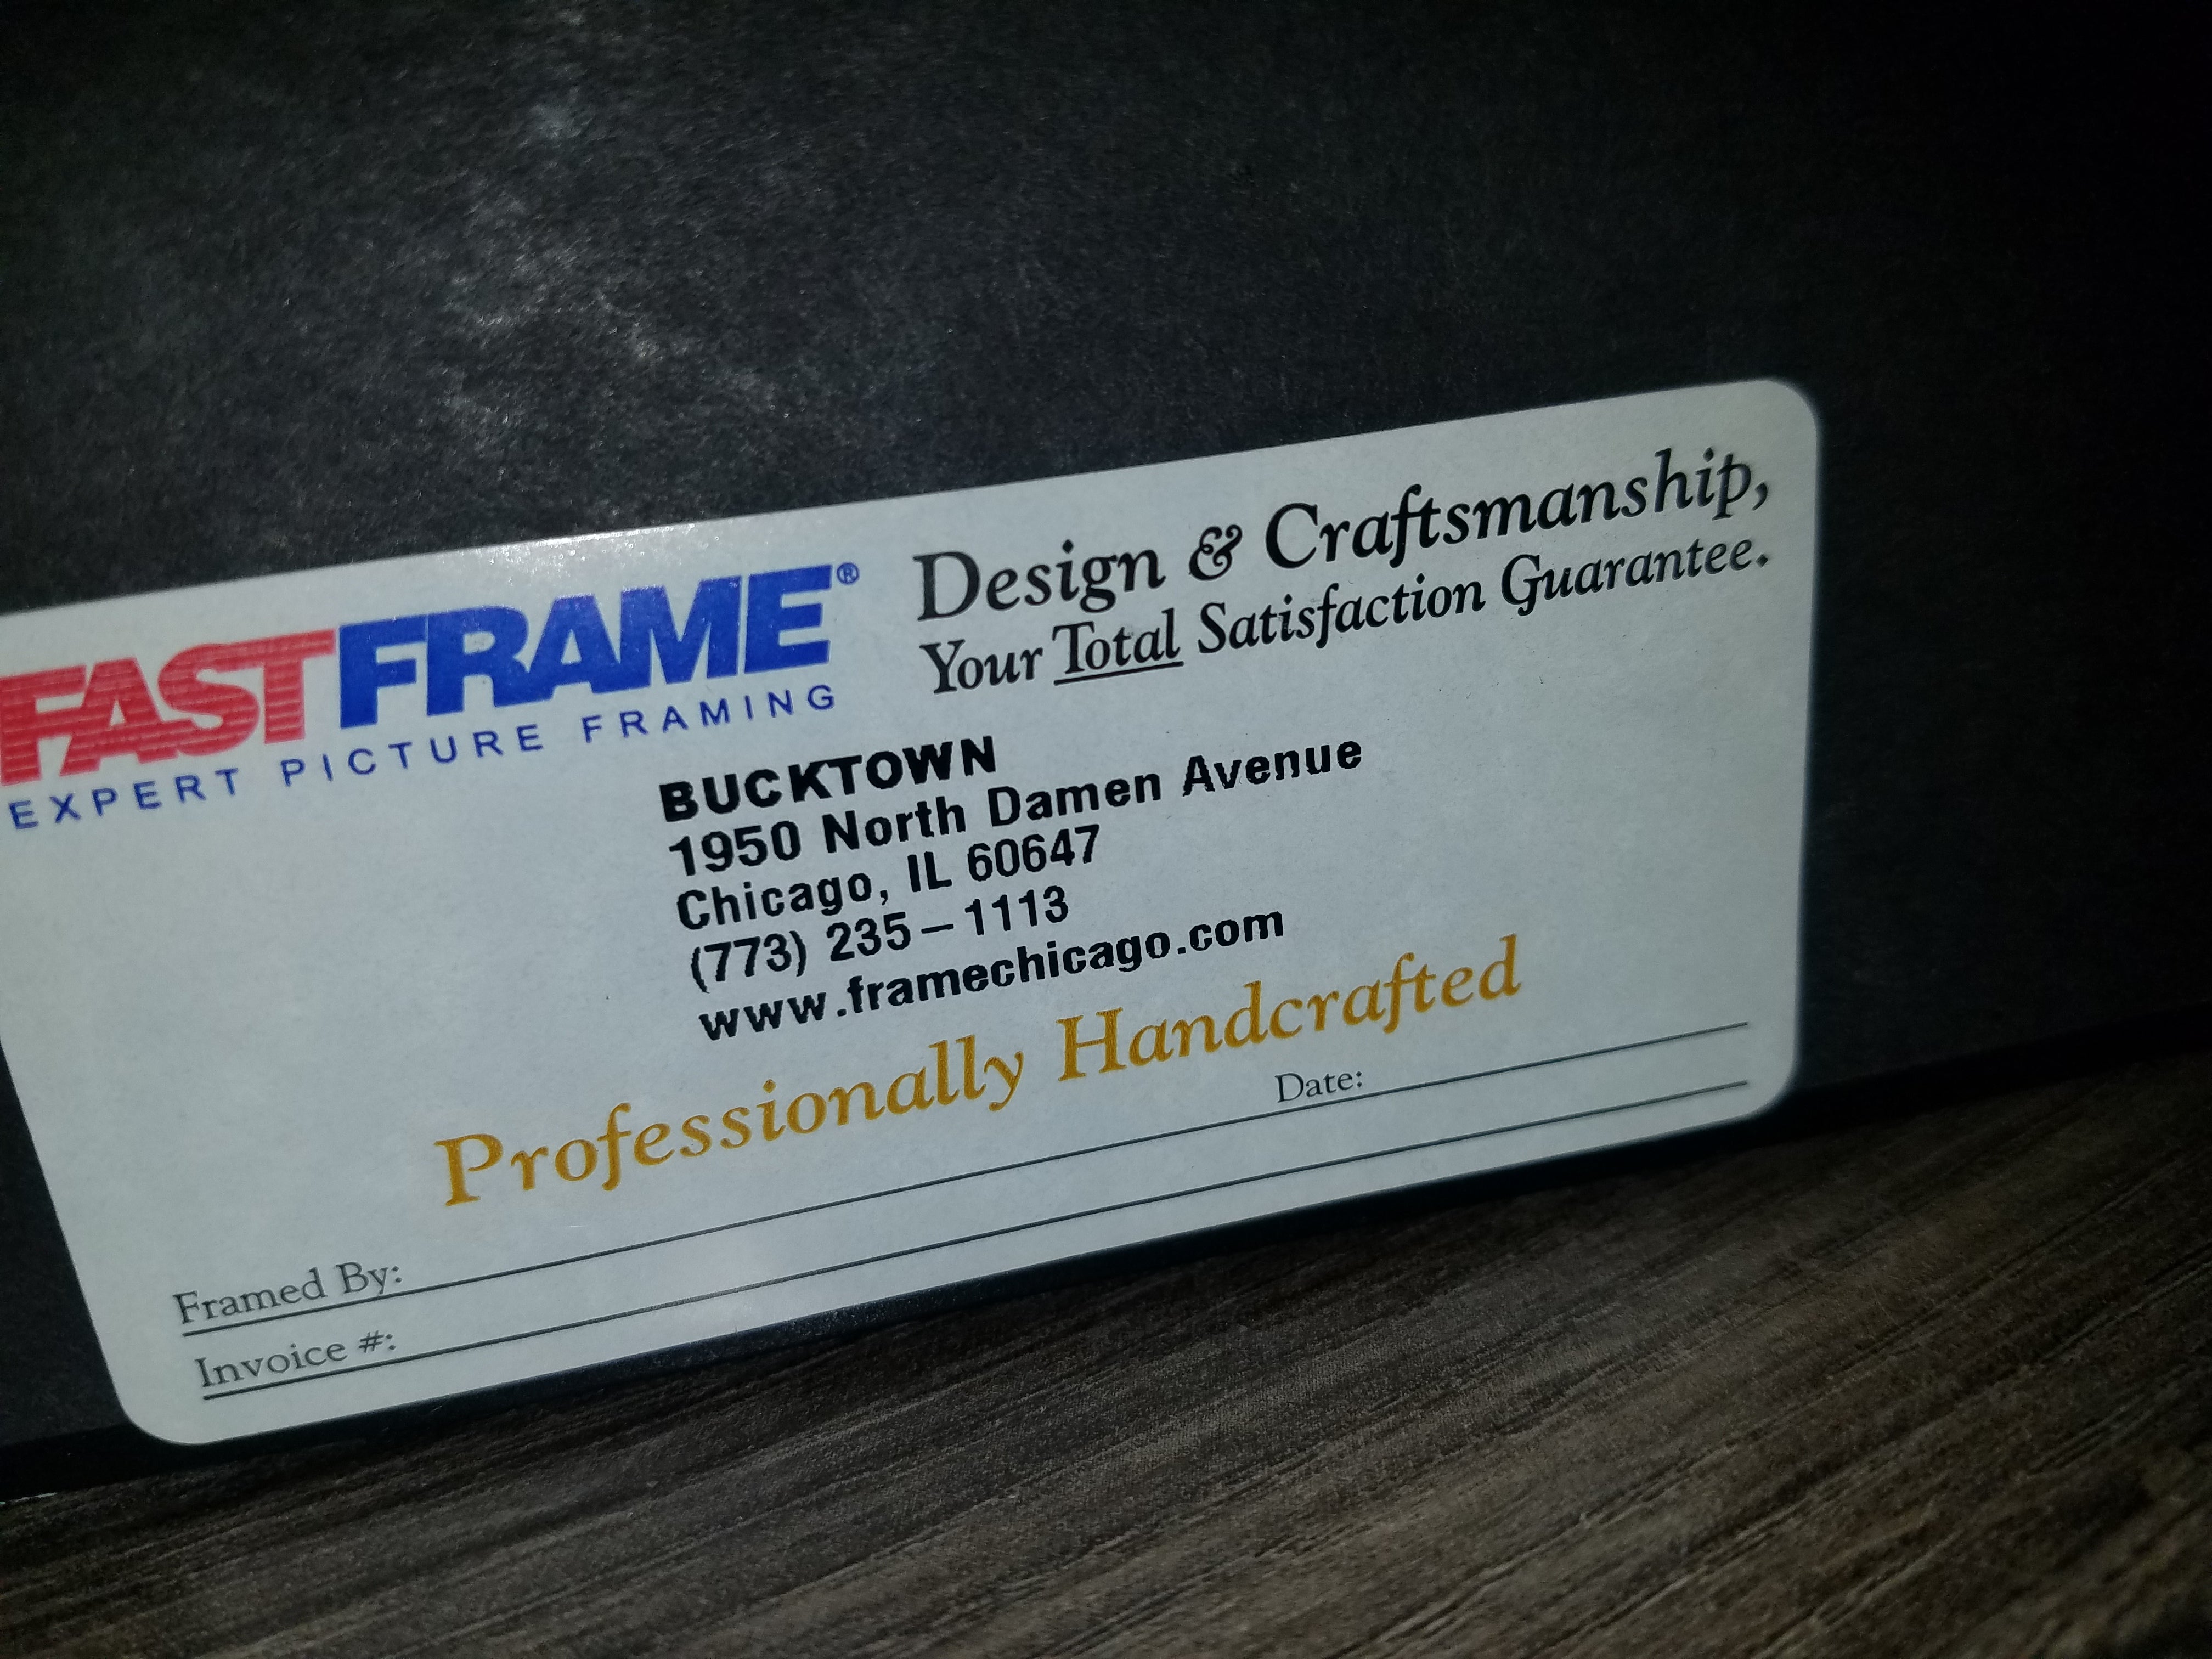 FASTFRAME®
EXPERT PICTURE FRAMING
Design & Craftsmanship,
Your Total Satisfaction Guarantee.
BUCKTOWN
1950 North Damen Avenue
Chicago, IL 60647
(773) 235-1113
www.framechicago.com
Professionally Handcrafted
Framed By: Date:
Invoice #: